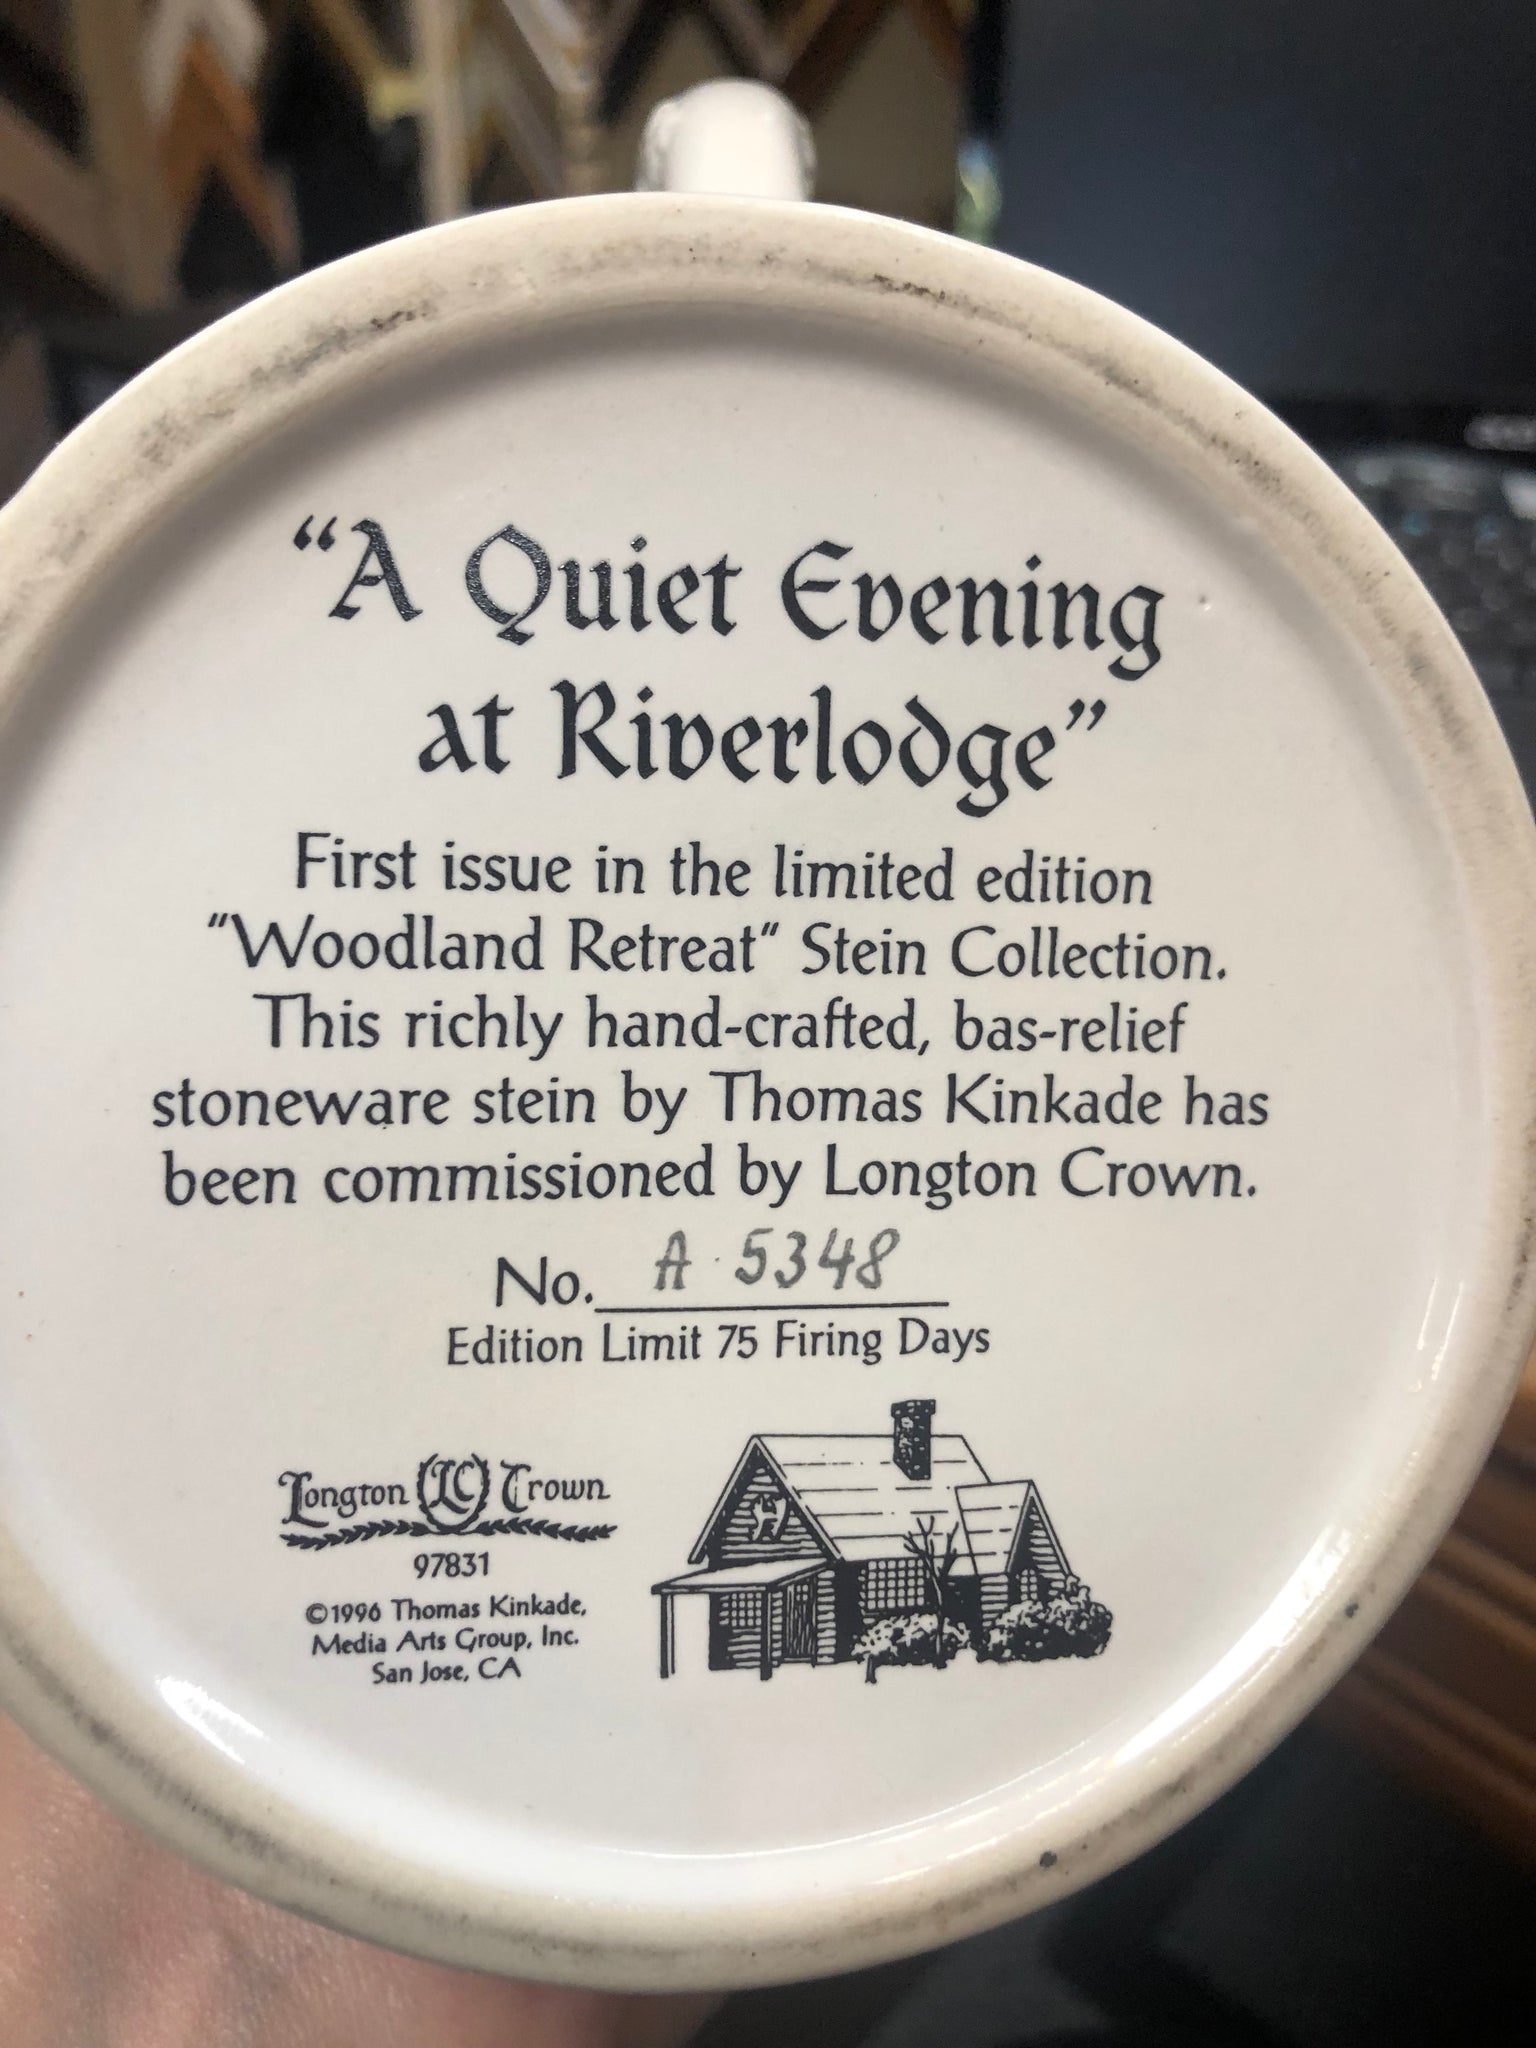 “A Quiet Evening
at Riverlodge”
First issue in the limited edition
"Woodland Retreat" Stein Collection.
This richly hand-crafted, bas-relief
stoneware stein by Thomas Kinkade has
been commissioned by Longton Crown.
No. A 5348
Edition Limit 75 Firing Days
Longton LC Crown
97831
©1996 Thomas Kinkade,
Media Arts Group, Inc.
San Jose, CA